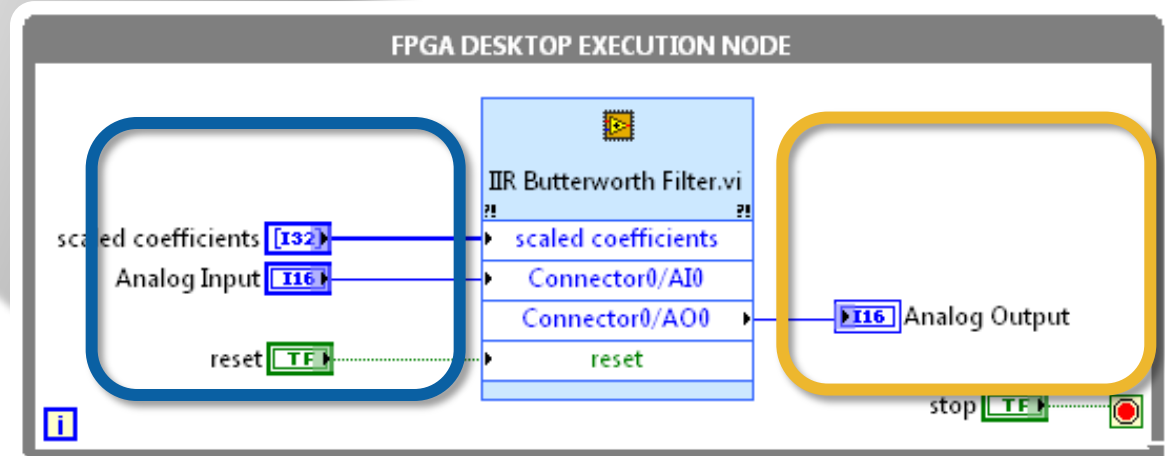 FPGA DESKTOP EXECUTION NODE
IIR Butterworth Filter.vi
?! ?!
scaled coefficients [I32] scaled coefficients
Analog Input I16 Connector0/AI0
Connector0/AO0 I16 Analog Output
reset TF reset
stop TF
i